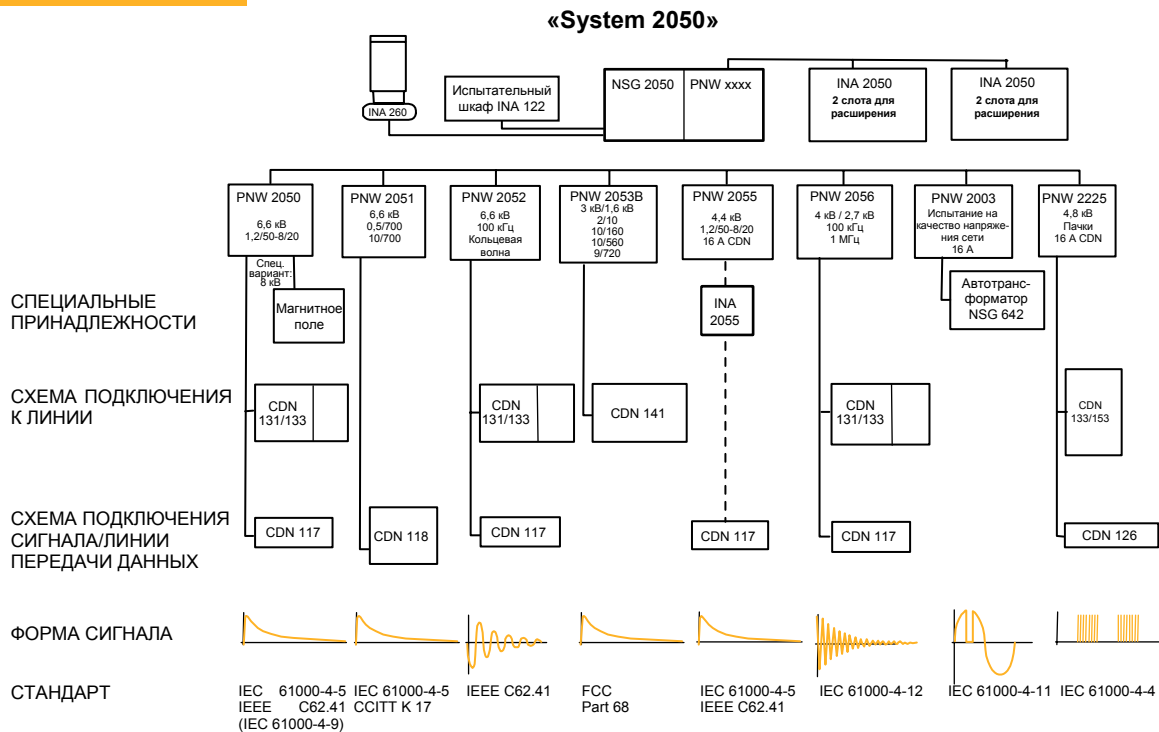 «System 2050»
INA 260
Испытательный
шкаф INA 122
NSG 2050
PNW xxxx
INA 2050
2 слота для
расширения
INA 2050
2 слота для
расширения
PNW 2050
6,6 кВ
1,2/50-8/20
PNW 2051
6,6 кВ
0,5/700
10/700
PNW 2052
6,6 кВ
100 кГц
Кольцевая
волна
PNW 2053B
3 кВ/1,6 кВ
2/10
10/160
10/560
9/720
PNW 2055
4,4 кВ
1,2/50-8/20
16 А CDN
PNW 2056
4 кВ / 2,7 кВ
100 кГц
1 МГц
PNW 2003
Испытание на
качество напряже-
ния сети
16 А
PNW 2225
4,8 кВ
Пачки
16 А CDN
СПЕЦИАЛЬНЫЕ
ПРИНАДЛЕЖНОСТИ
Спец.
вариант:
8 кВ
Магнитное
поле
INA
2055
Автотранс-
форматор
NSG 642
СХЕМА ПОДКЛЮЧЕНИЯ
К ЛИНИИ
CDN
131/133
CDN
131/133
CDN 141
CDN
131/133
CDN
133/153
СХЕМА ПОДКЛЮЧЕНИЯ
СИГНАЛА/ЛИНИИ
ПЕРЕДАЧИ ДАННЫХ
CDN 117
CDN 118
CDN 117
CDN 117
CDN 117
CDN 126
ФОРМА СИГНАЛА
СТАНДАРТ
IEC 61000-4-5
IEEE C62.41
(IEC 61000-4-9)
IEC 61000-4-5
CCITT K 17
IEEE C62.41
FCC
Part 68
IEC 61000-4-5
IEEE C62.41
IEC 61000-4-12
IEC 61000-4-11
IEC 61000-4-4